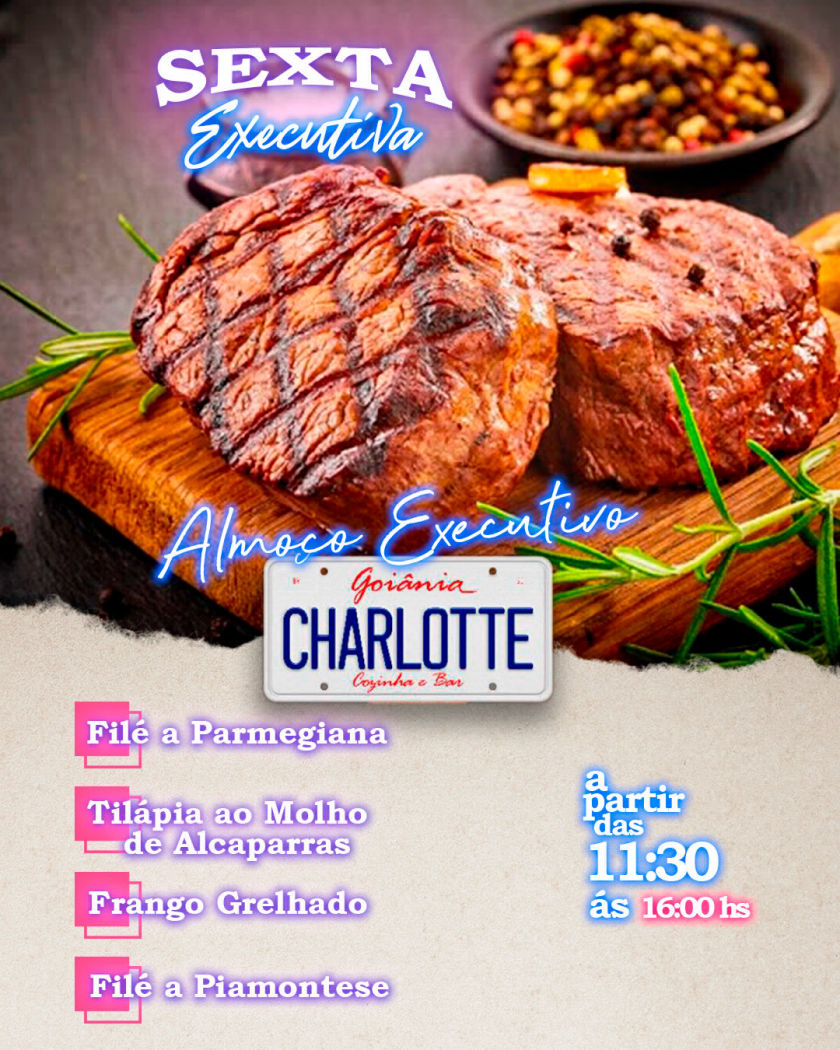 SEXTA
Executiva
Almoço Executivo
Goiânia
CHARLOTTE
Cozinha e Bar
Filé a Parmegiana
Tilápia ao Molho
de Alcaparras
Frango Grelhado
Filé a Piamontese
a
partir
das
11:30
ás 16:00 hs